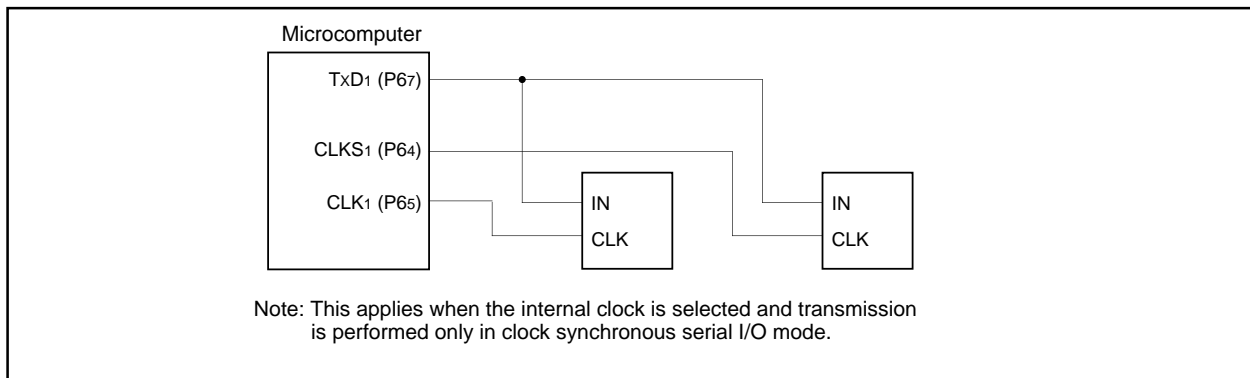 Microcomputer
TXD1 (P67)
CLKS1 (P64)
CLK1 (P65)
IN
CLK
IN
CLK
Note: This applies when the internal clock is selected and transmission
is performed only in clock synchronous serial I/O mode.